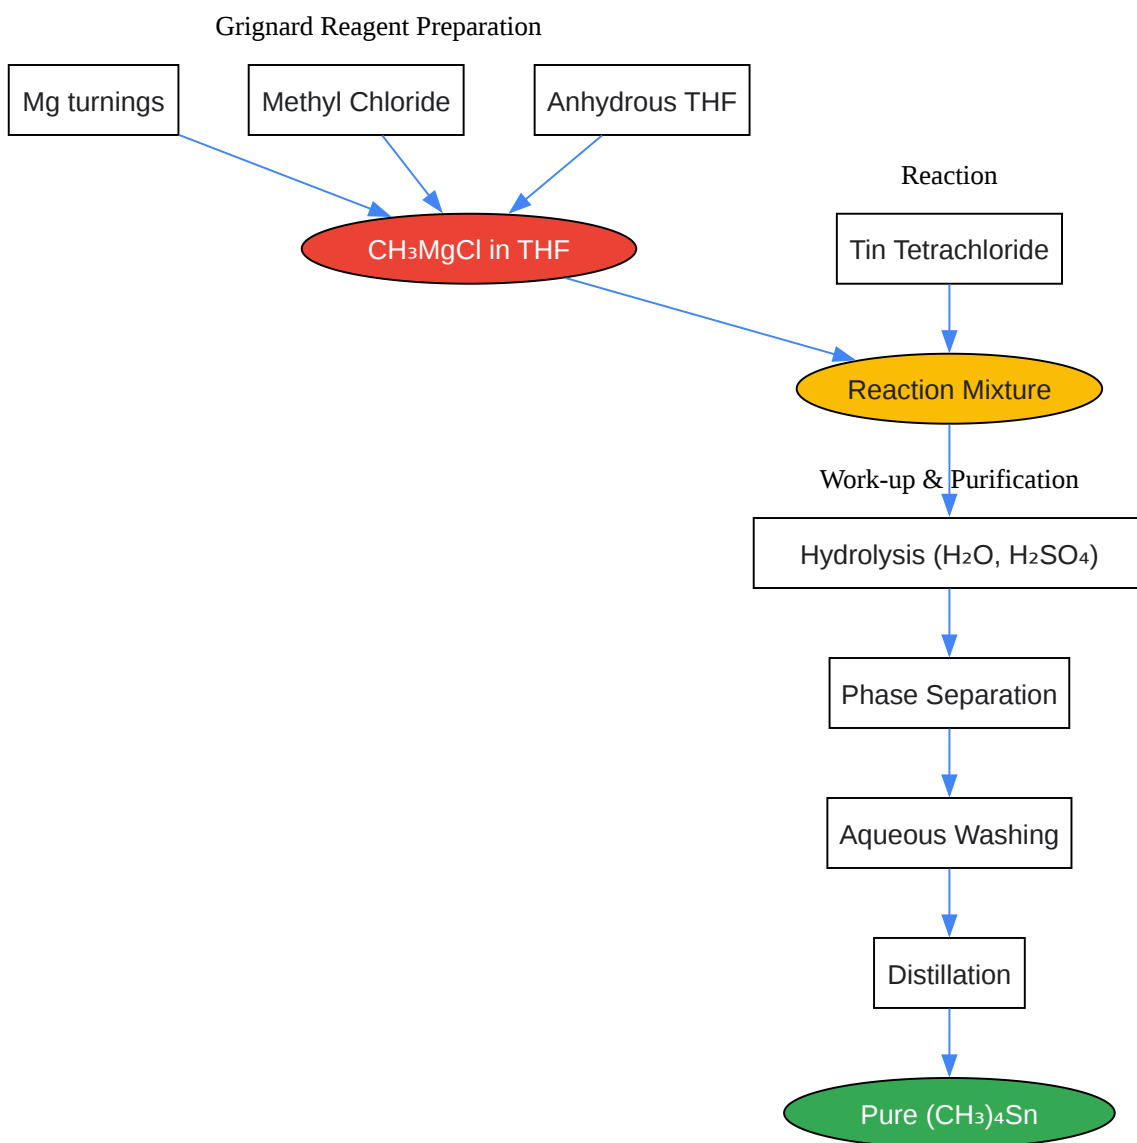 Grignard Reagent Preparation
Mg turnings
Methyl Chloride
Anhydrous THF
CH₃MgCl in THF
Reaction
Tin Tetrachloride
Reaction Mixture
Work-up & Purification
Hydrolysis (H₂O, H₂SO₄)
Phase Separation
Aqueous Washing
Distillation
Pure (CH₃)₄Sn